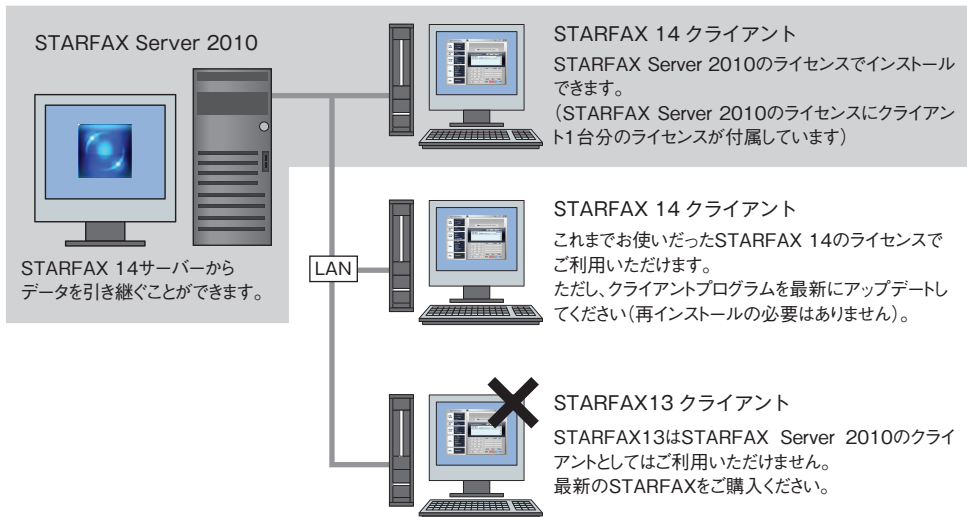 STARFAX Server 2010
STARFAX 14サーバーから
データを引き継ぐことができます。
LAN
STARFAX 14 クライアント
STARFAX Server 2010のライセンスでインストール
できます。
(STARFAX Server 2010のライセンスにクライアン
ト1台分のライセンスが付属しています)
STARFAX 14 クライアント
これまでお使いだったSTARFAX 14のライセンスで
ご利用いただけます。
ただし、クライアントプログラムを最新にアップデートし
てください(再インストールの必要はありません)。
STARFAX13 クライアント
STARFAX13はSTARFAX Server 2010のクライ
アントとしてはご利用いただけません。
最新のSTARFAXをご購入ください。